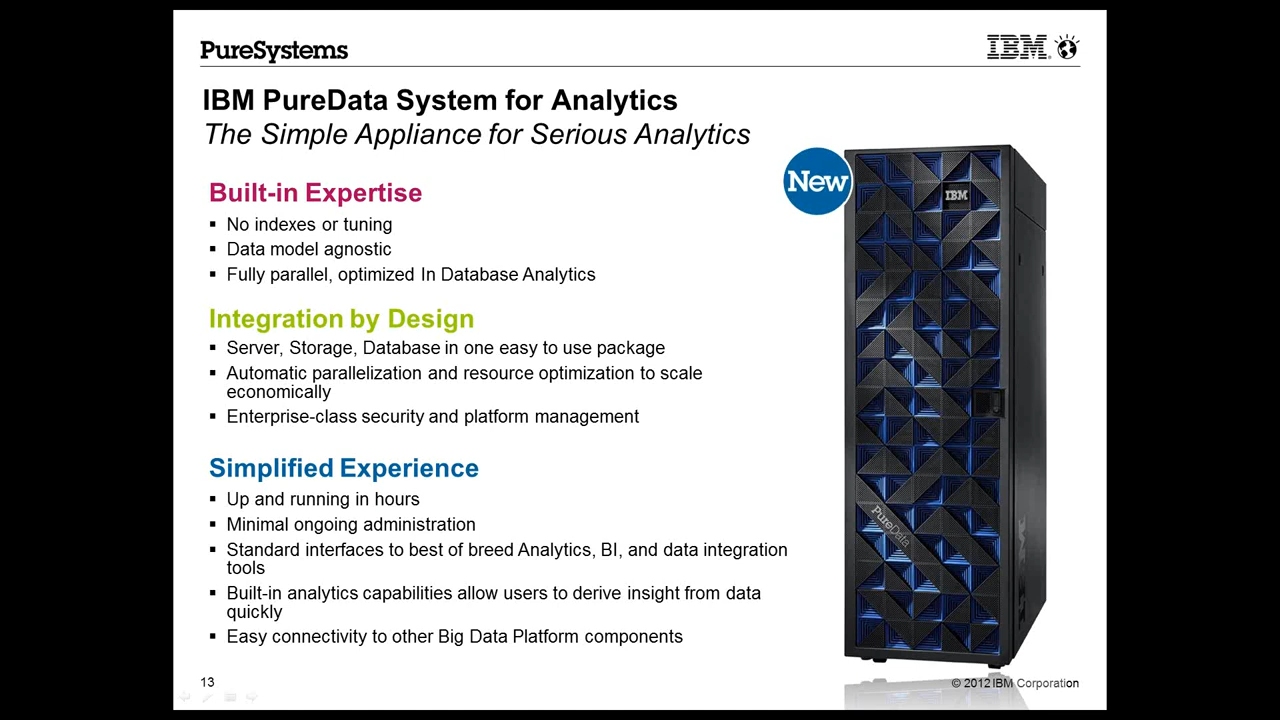 PureSystems
IBM
IBM PureData System for Analytics
The Simple Appliance for Serious Analytics
New
IBM
Built-in Expertise
▪ No indexes or tuning
▪ Data model agnostic
▪ Fully parallel, optimized In Database Analytics
Integration by Design
▪ Server, Storage, Database in one easy to use package
▪ Automatic parallelization and resource optimization to scale
economically
▪ Enterprise-class security and platform management
Simplified Experience
▪ Up and running in hours
▪ Minimal ongoing administration
▪ Standard interfaces to best of breed Analytics, BI, and data integration
tools
▪ Built-in analytics capabilities allow users to derive insight from data
quickly
▪ Easy connectivity to other Big Data Platform components
PureData
IBM
13
© 2012 IBM Corporation